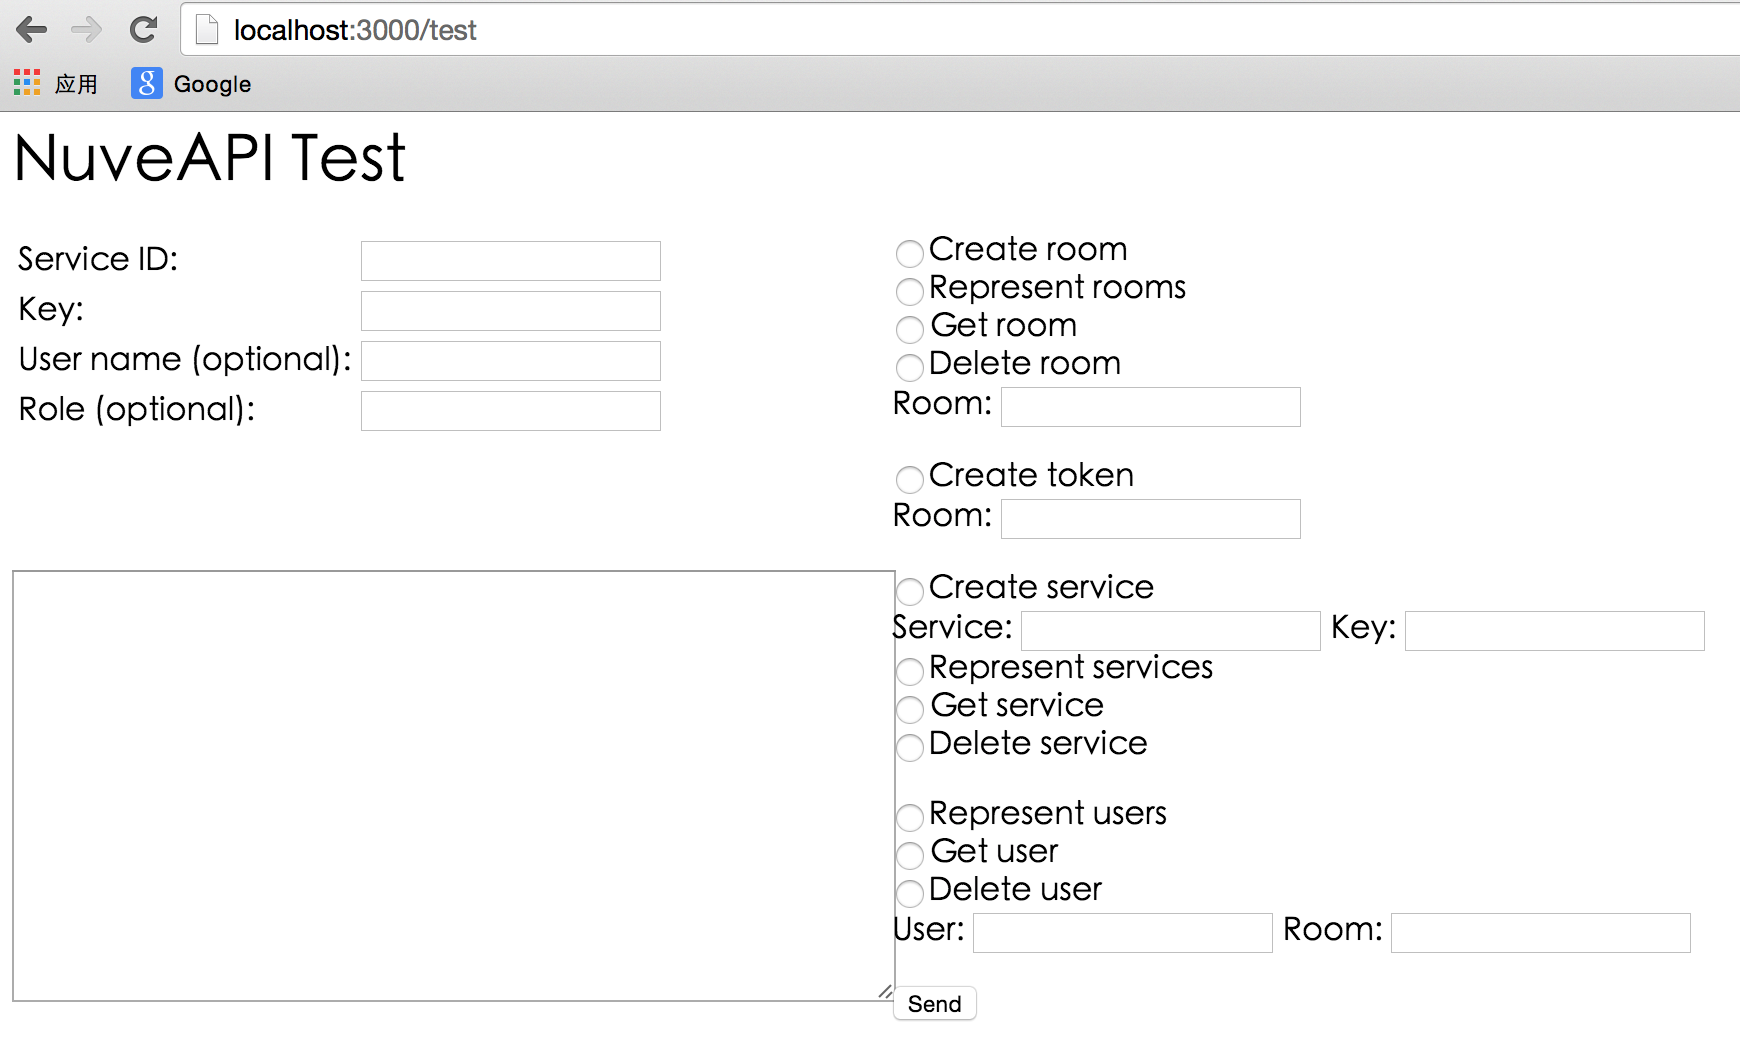 localhost:3000/test
应用 Google
NuveAPI Test
Service ID:
Key:
User name (optional):
Role (optional):
Create room
Represent rooms
Get room
Delete room
Room:
Create token
Room:
Create service
Service: Key:
Represent services
Get service
Delete service
Represent users
Get user
Delete user
User: Room:
Send